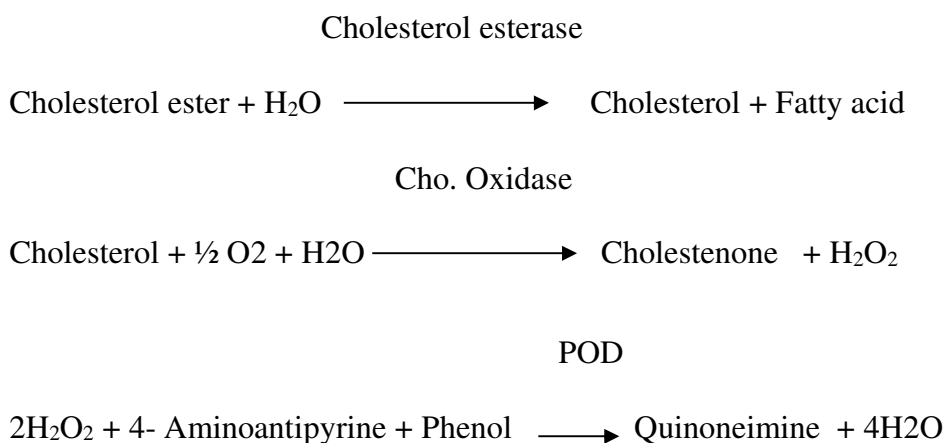 Cholesterol esterase
Cholesterol ester + H₂O ⟶ Cholesterol + Fatty acid
Cho. Oxidase
Cholesterol + ½ O2 + H2O ⟶ Cholestenone + H₂O₂
POD
2H₂O₂ + 4- Aminoantipyrine + Phenol ⟶ Quinoneimine + 4H2O